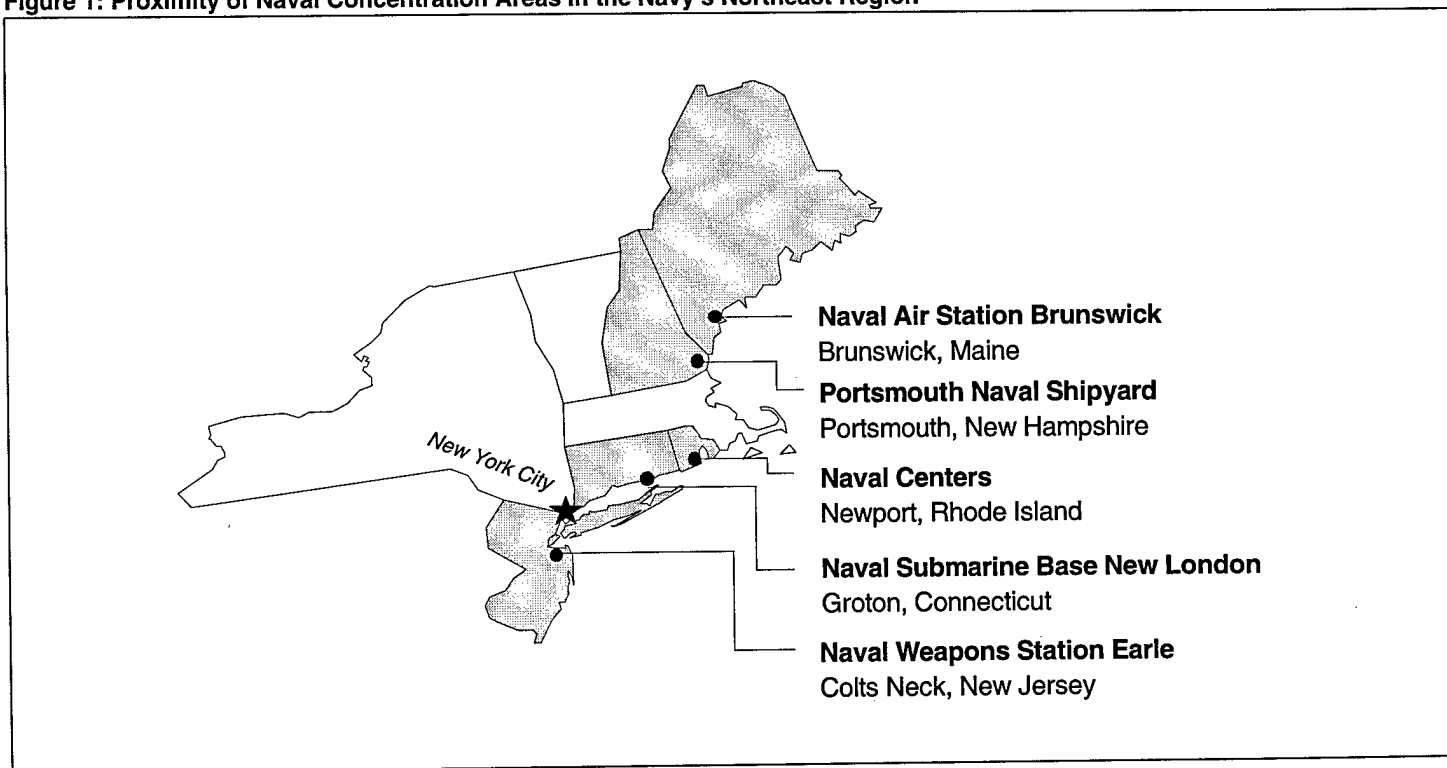 Figure 1: Proximity of Naval Concentration Areas in the Navy's Northeast Region
Naval Air Station Brunswick
Brunswick, Maine
Portsmouth Naval Shipyard
Portsmouth, New Hampshire
New York City
Naval Centers
Newport, Rhode Island
Naval Submarine Base New London
Groton, Connecticut
Naval Weapons Station Earle
Colts Neck, New Jersey